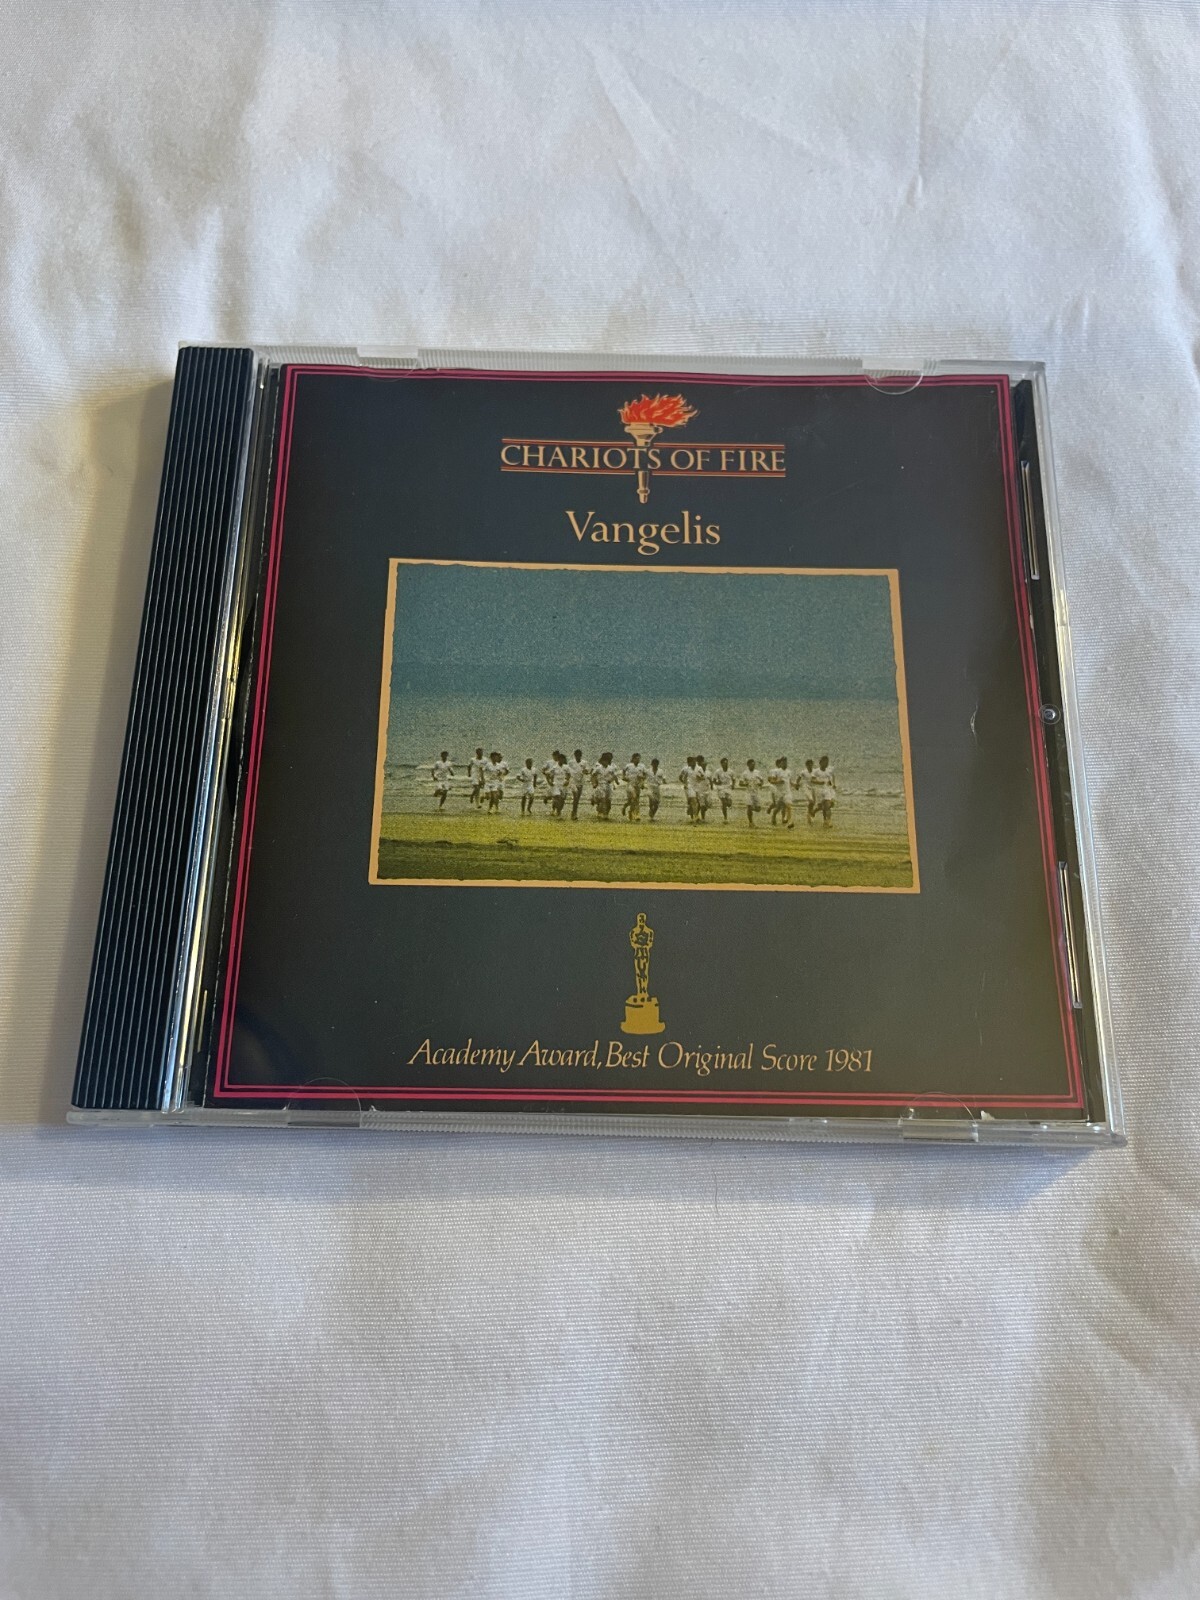 CHARIOTS OF FIRE
Vangelis
Academy Award, Best Original Score 1981